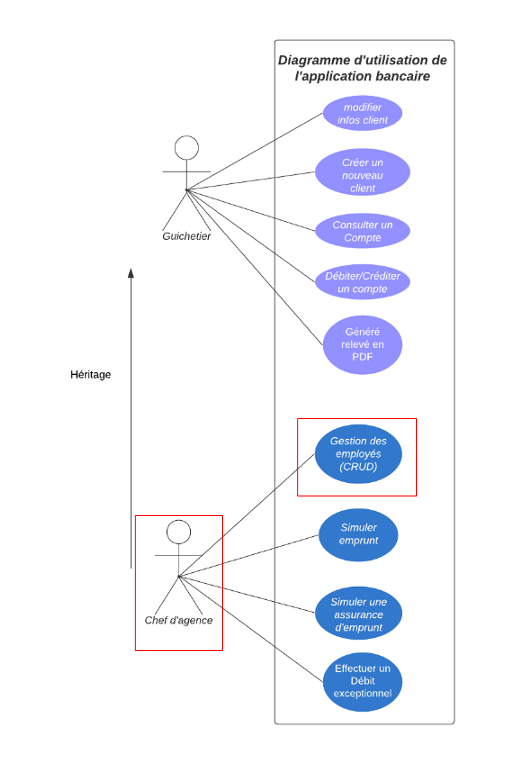 Diagramme d'utilisation de
l'application bancaire
modifier
infos client
Créer un
nouveau
client
Guichetier
Consulter un
Compte
Débiter/Créditer
un compte
Généré
relevé en
PDF
Héritage
Gestion des
employés
(CRUD)
Simuler
emprunt
Chef d'agence
Simuler une
assurance
d'emprunt
Effectuer un
Débit
exceptionnel